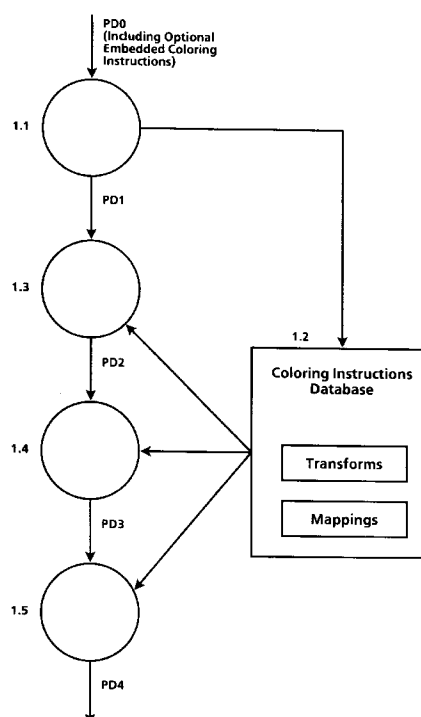 PD0
(Including Optional
Embedded Coloring
Instructions)
1.1
PD1
1.3
1.2
Coloring Instructions
Database
PD2
Transforms
1.4
Mappings
PD3
1.5
PD4